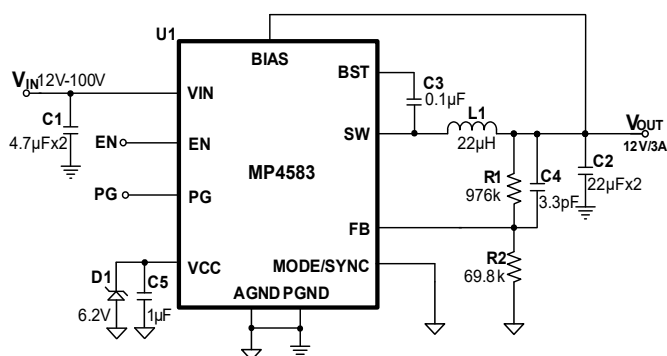 U1
BIAS
VIN 12V-100V
BST
C3
0.1µF
VIN
C1
4.7µFx2
EN
EN
SW
L1
22µH
VOUT
12V/3A
MP4583
PG
PG
R1
976k
C4
3.3pF
C2
22µFx2
FB
VCC
MODE/SYNC
R2
69.8k
D1
C5
6.2V
1µF
AGND PGND